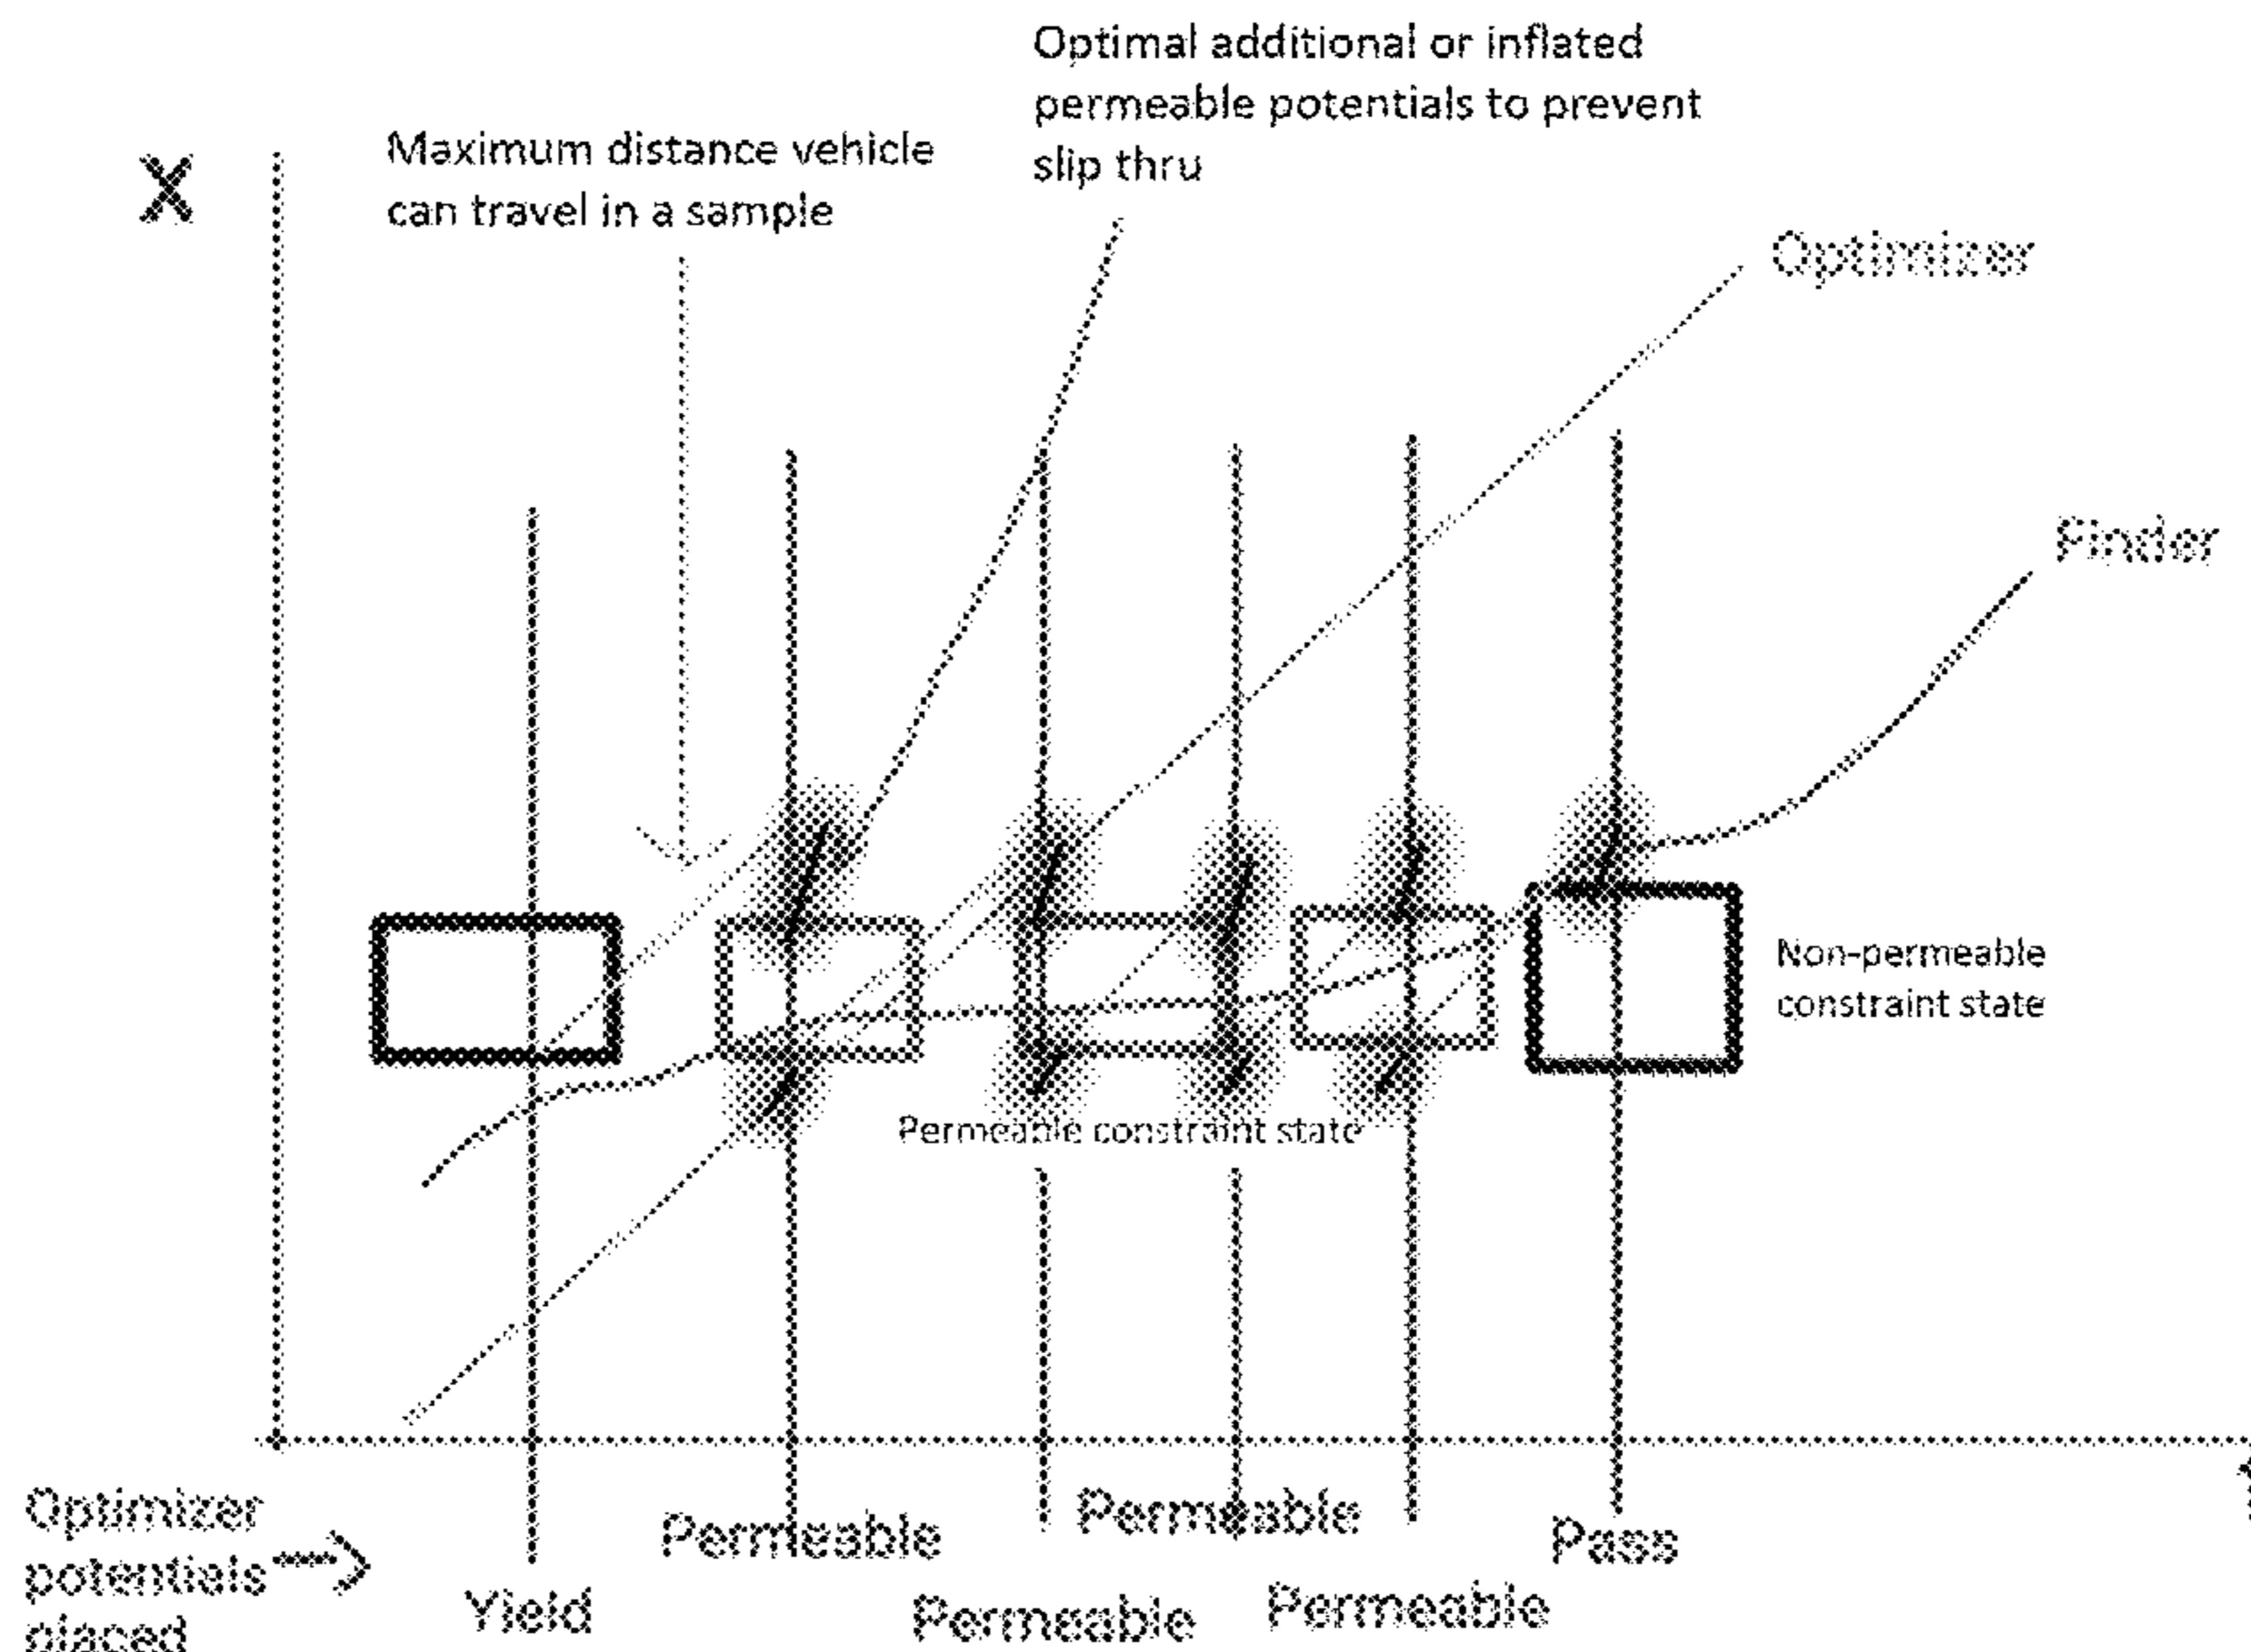 Optimal additional or inflated
permeable potentials to prevent
slip thru
Maximum distance vehicle
can travel in a sample
X
Optimizer
Finder
Non-permeable
constraint state
Permeable constraint state
Optimizer
potentials
placed
Yield
Permeable
Permeable
Permeable
Permeable
Pass